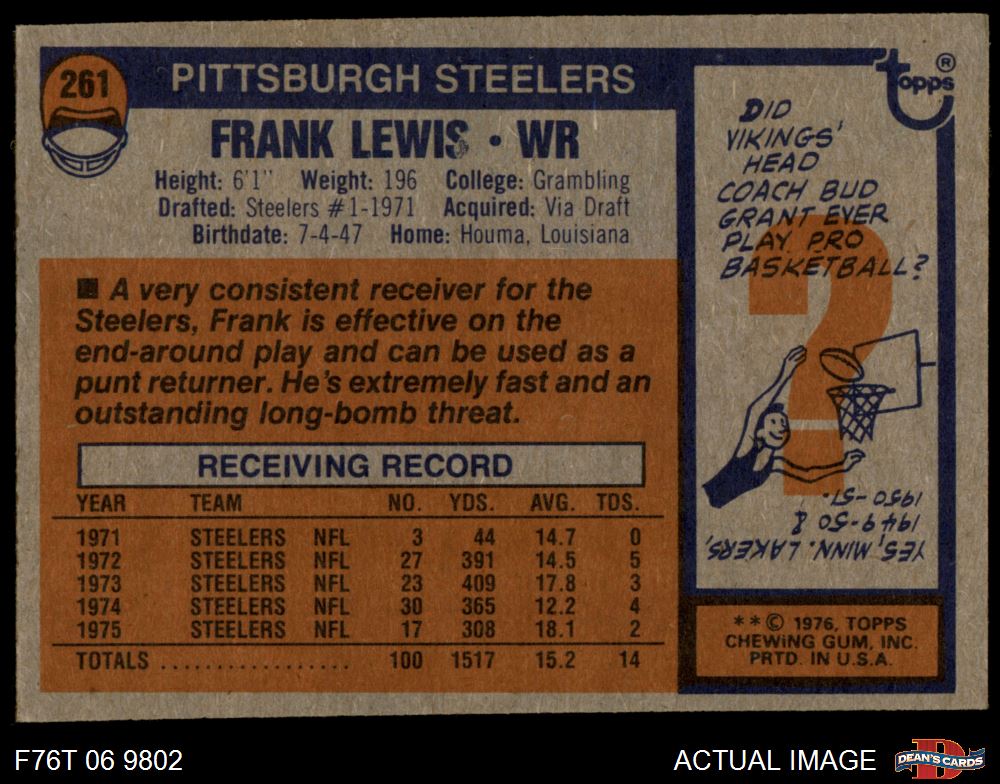 261
PITTSBURGH STEELERS
FRANK LEWIS • WR
Height: 6'1" Weight: 196 College: Grambling
Drafted: Steelers #1-1971 Acquired: Via Draft
Birthdate: 7-4-47 Home: Houma, Louisiana
■ A very consistent receiver for the
Steelers, Frank is effective on the
end-around play and can be used as a
punt returner. He's extremely fast and an
outstanding long-bomb threat.
RECEIVING RECORD
YEAR TEAM NO. YDS. AVG. TDS.
1971 STEELERS NFL 3 44 14.7 0
1972 STEELERS NFL 27 391 14.5 5
1973 STEELERS NFL 23 409 17.8 3
1974 STEELERS NFL 30 365 12.2 4
1975 STEELERS NFL 17 308 18.1 2
TOTALS .................. 100 1517 15.2 14
topps®
DID
VIKINGS'
HEAD
COACH BUD
GRANT EVER
PLAY PRO
BASKETBALL?
?
YES, MINN. LAKERS,
1949-50 &
1950-51.
**© 1976, TOPPS
CHEWING GUM, INC.
PRTD. IN U.S.A.
F76T 06 9802
ACTUAL IMAGE
D
DEAN'S CARDS